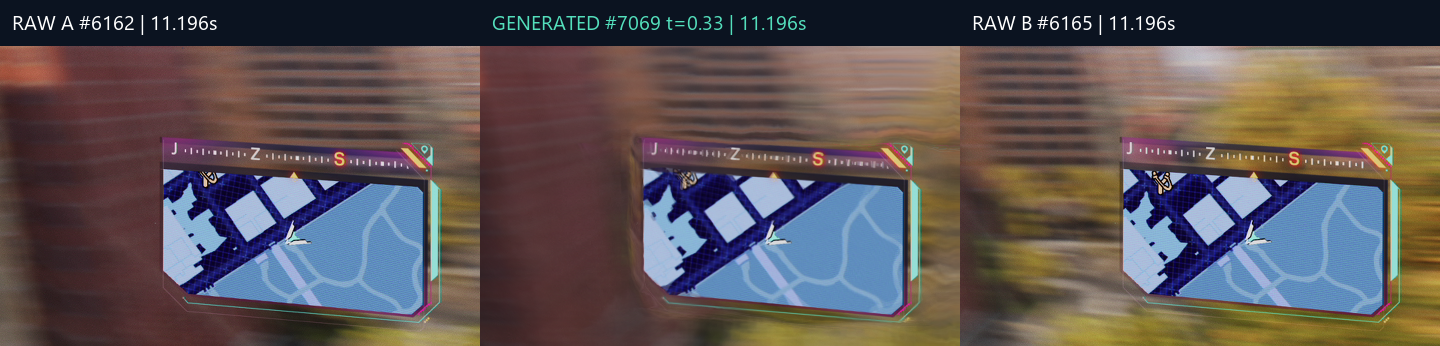 RAW A #6162 | 11.196s
GENERATED #7069 t=0.33 | 11.196s
RAW B #6165 | 11.196s
J Z S
J Z S
J Z S